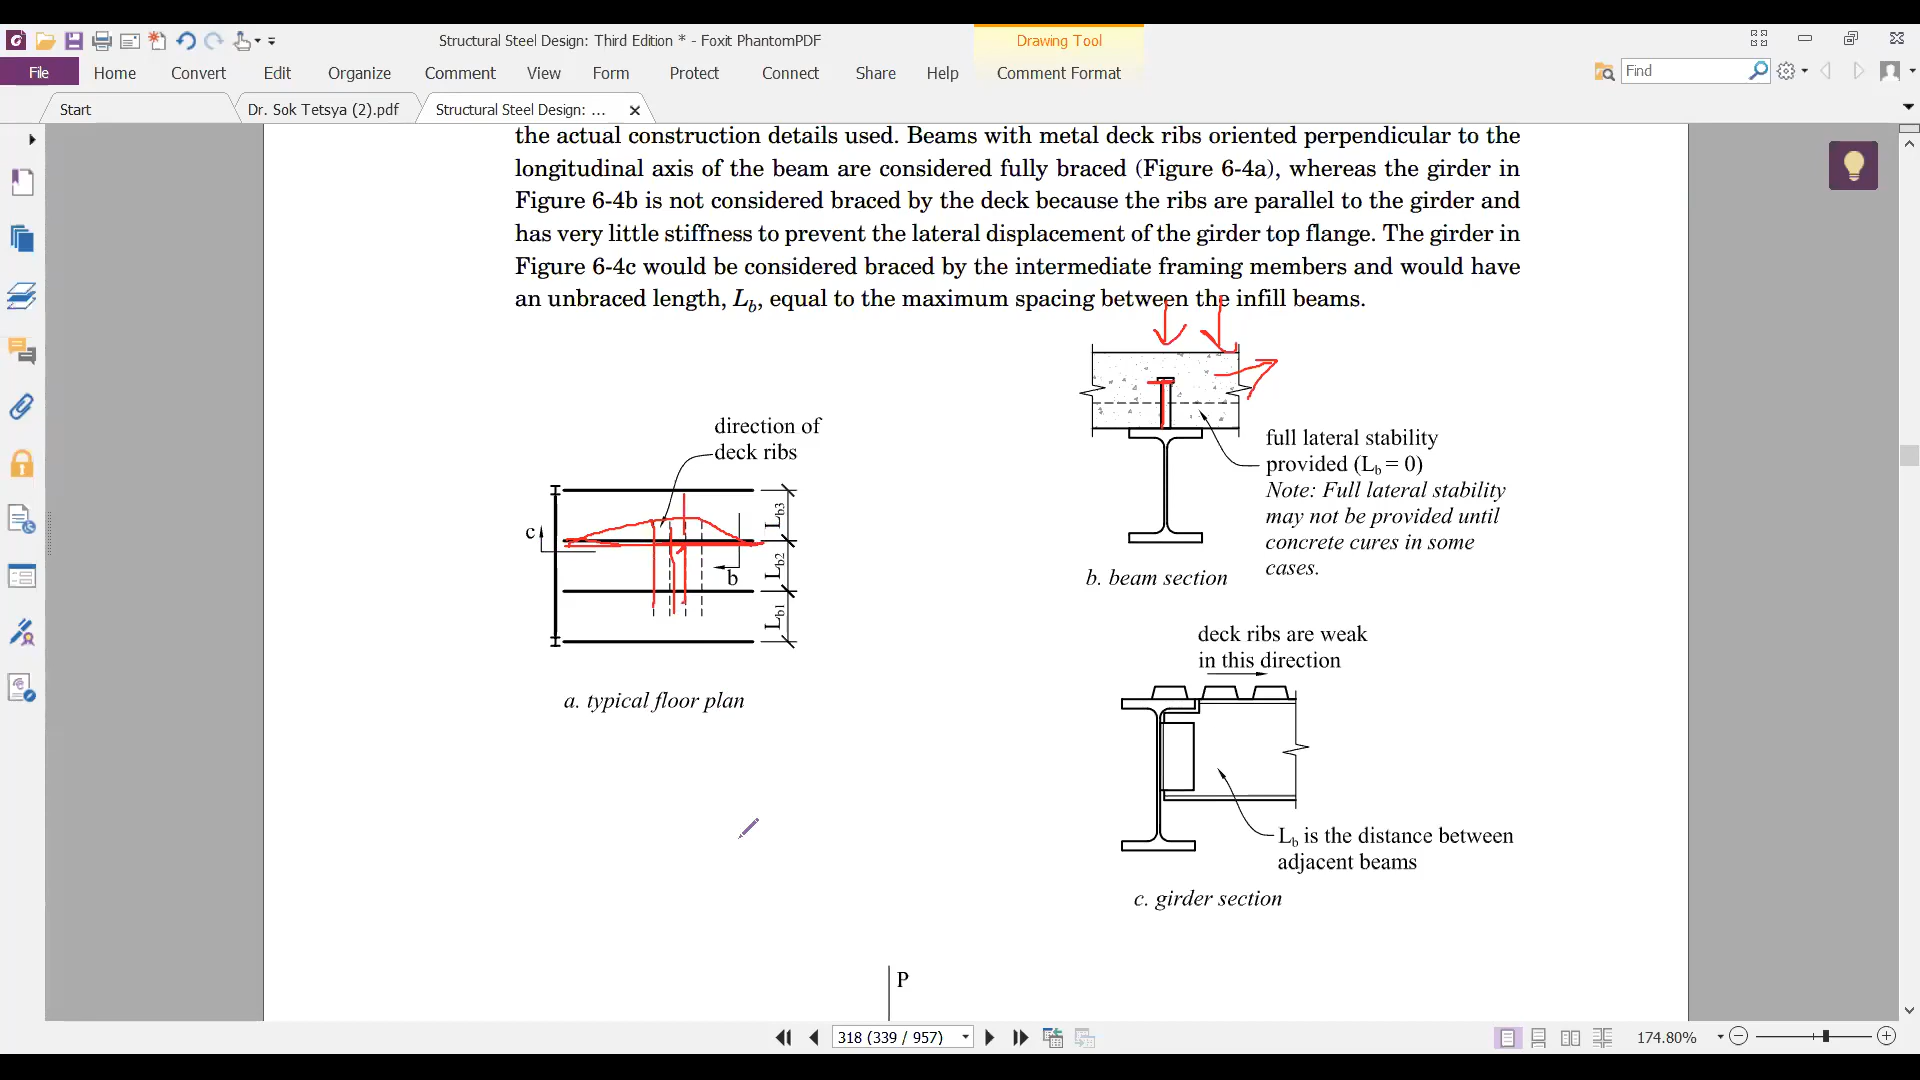 Structural Steel Design: Third Edition * - Foxit PhantomPDF
Drawing Tool
File Home Convert Edit Organize Comment View Form Protect Connect Share Help Comment Format
Find
Start
Dr. Sok Tetsya (2).pdf
Structural Steel Design: ...
the actual construction details used. Beams with metal deck ribs oriented perpendicular to the
longitudinal axis of the beam are considered fully braced (Figure 6-4a), whereas the girder in
Figure 6-4b is not considered braced by the deck because the ribs are parallel to the girder and
has very little stiffness to prevent the lateral displacement of the girder top flange. The girder in
Figure 6-4c would be considered braced by the intermediate framing members and would have
an unbraced length, Lb, equal to the maximum spacing between the infill beams.
direction of
deck ribs
c
b
Lb3
Lb2
Lb1
a. typical floor plan
full lateral stability
provided (Lb = 0)
Note: Full lateral stability
may not be provided until
concrete cures in some
cases.
b. beam section
deck ribs are weak
in this direction
Lb is the distance between
adjacent beams
c. girder section
P
318 (339 / 957)
174.80%